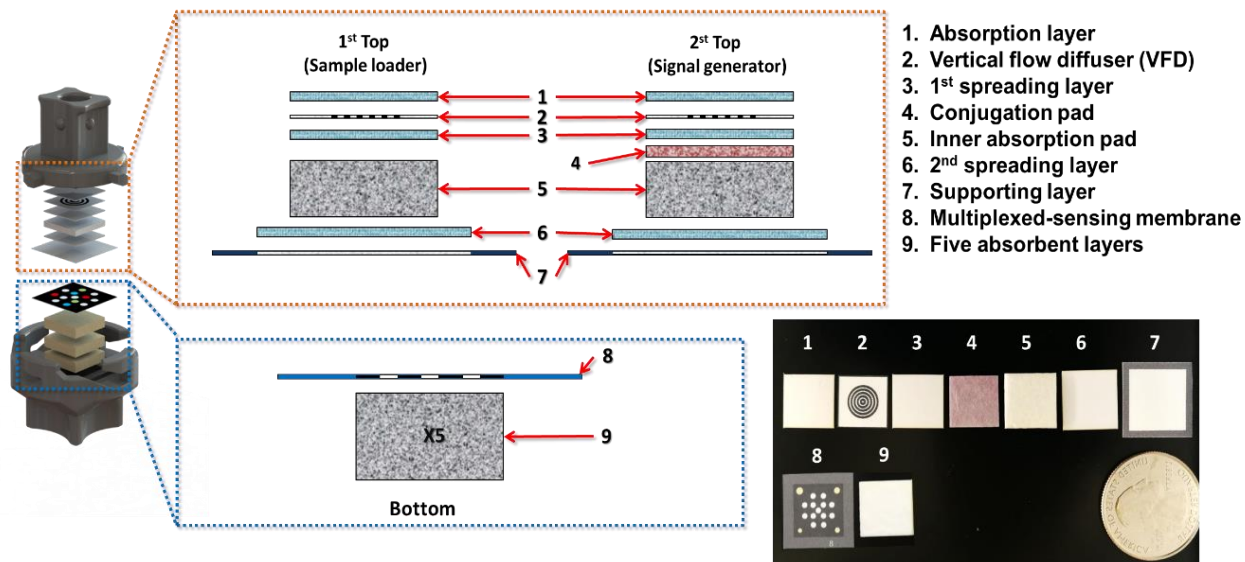 1st Top
(Sample loader)
2st Top
(Signal generator)
1
2
3
4
5
6
7
1. Absorption layer
2. Vertical flow diffuser (VFD)
3. 1st spreading layer
4. Conjugation pad
5. Inner absorption pad
6. 2nd spreading layer
7. Supporting layer
8. Multiplexed-sensing membrane
9. Five absorbent layers
8
X5
9
Bottom
1 2 3 4 5 6 7
8 9
8